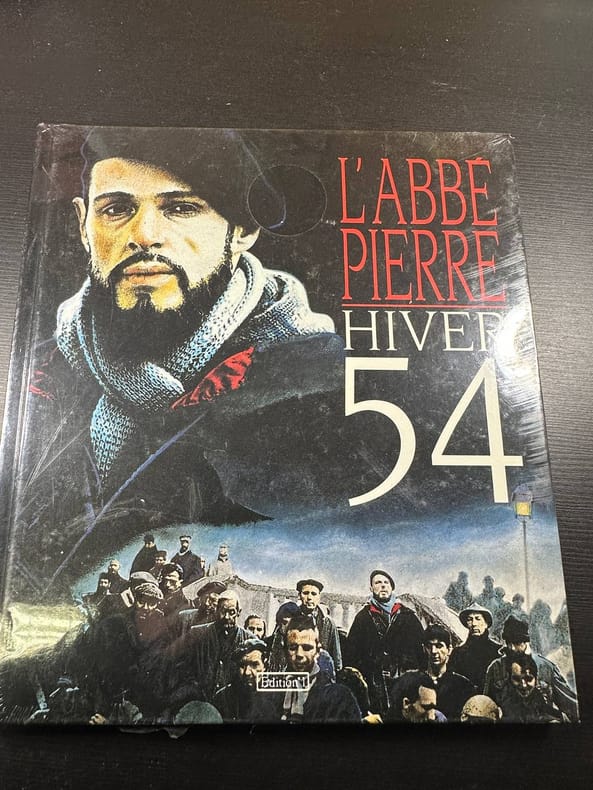 L'ABBÉ
PIERRE
HIVER
54
Edition°1